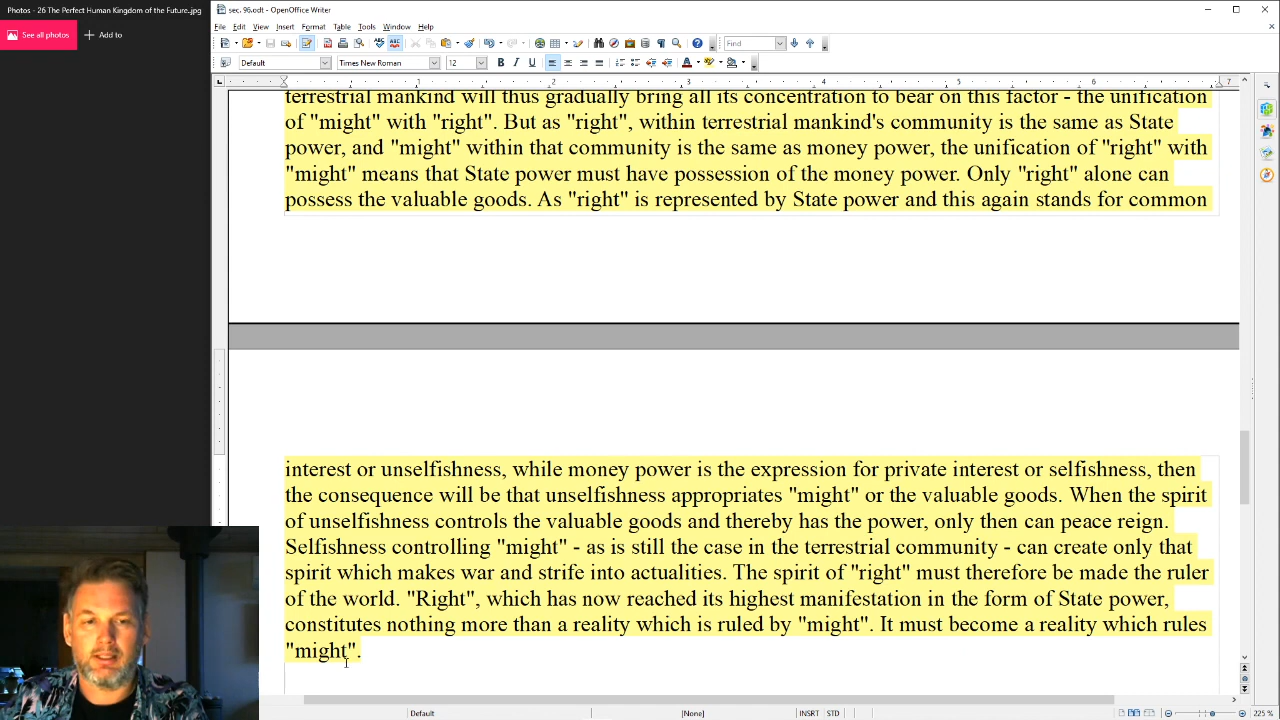 Photos - 26 The Perfect Human Kingdom of the Future.jpg
See all photos
Add to
sec. 96.odt - OpenOffice Writer
File Edit View Insert Format Table Tools Window Help
Find
Default Times New Roman 12
1 2 3 4 5 6 7
terrestrial mankind will thus gradually bring all its concentration to bear on this factor - the unification
of "might" with "right". But as "right", within terrestrial mankind's community is the same as State
power, and "might" within that community is the same as money power, the unification of "right" with
"might" means that State power must have possession of the money power. Only "right" alone can
possess the valuable goods. As "right" is represented by State power and this again stands for common
interest or unselfishness, while money power is the expression for private interest or selfishness, then
the consequence will be that unselfishness appropriates "might" or the valuable goods. When the spirit
of unselfishness controls the valuable goods and thereby has the power, only then can peace reign.
Selfishness controlling "might" - as is still the case in the terrestrial community - can create only that
spirit which makes war and strife into actualities. The spirit of "right" must therefore be made the ruler
of the world. "Right", which has now reached its highest manifestation in the form of State power,
constitutes nothing more than a reality which is ruled by "might". It must become a reality which rules
"might".
Default [None] INSRT STD 225 %